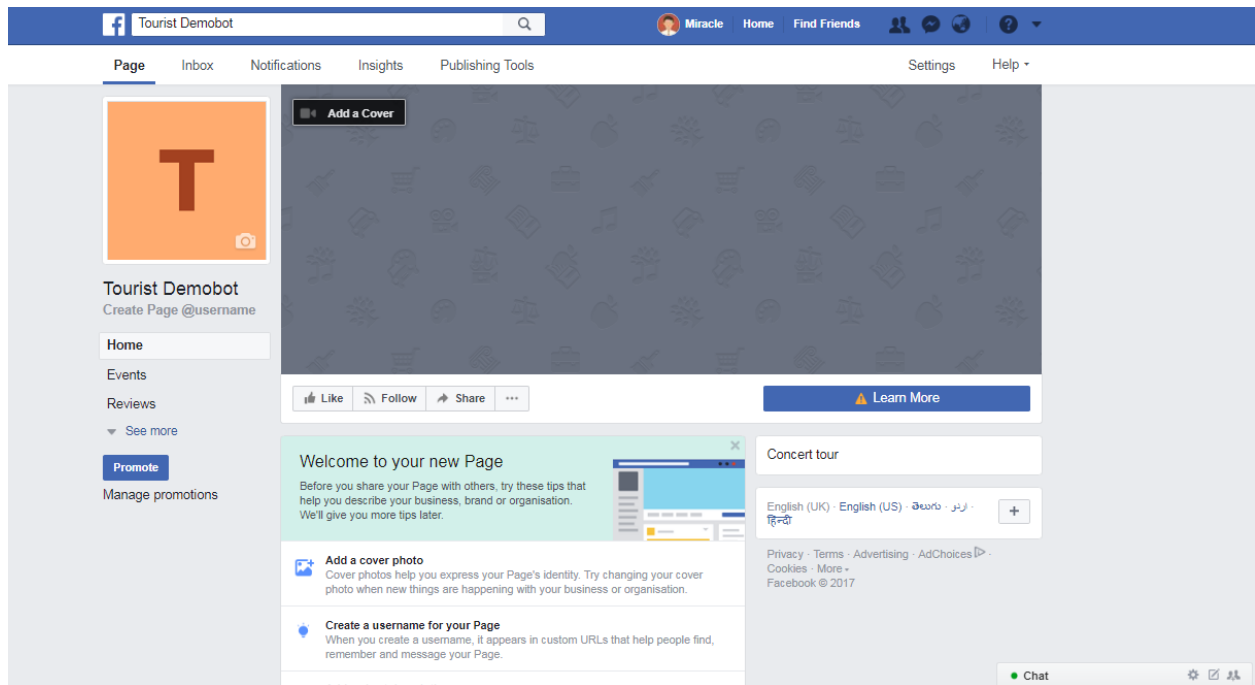 f Tourist Demobot Miracle Home Find Friends
Page Inbox Notifications Insights Publishing Tools Settings Help
Add a Cover
T
Tourist Demobot
Create Page @username
Home
Events
Reviews
See more
Promote
Manage promotions
Like Follow Share ...
Learn More
Welcome to your new Page
Before you share your Page with others, try these tips that
help you describe your business, brand or organisation.
We'll give you more tips later.
Add a cover photo
Cover photos help you express your Page's identity. Try changing your cover
photo when new things are happening with your business or organisation.
Create a username for your Page
When you create a username, it appears in custom URLs that help people find,
remember and message your Page.
Concert tour
English (UK) · English (US) · తెలుగు · اردو ·
हिन्दी
Privacy · Terms · Advertising · AdChoices ·
Cookies · More
Facebook © 2017
Chat